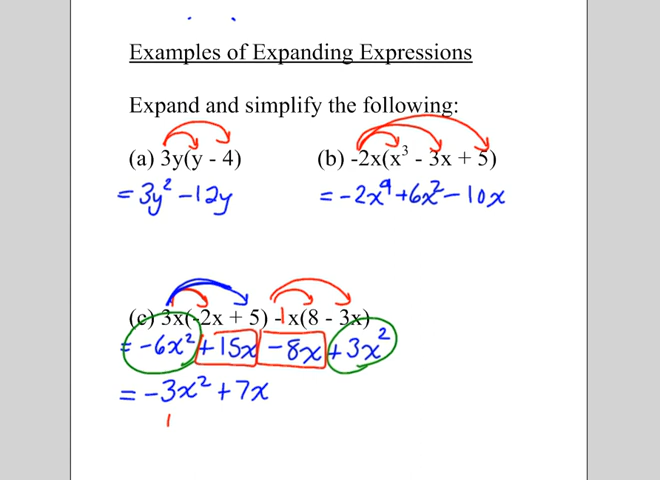 Examples of Expanding Expressions
Expand and simplify the following:
(a) 3y(y - 4)
= 3y² - 12y
(b) -2x(x³ - 3x + 5)
= -2x⁴ + 6x² - 10x
(c) 3x(-2x + 5) -1x(8 - 3x)
= -6x² + 15x - 8x + 3x²
= -3x² + 7x